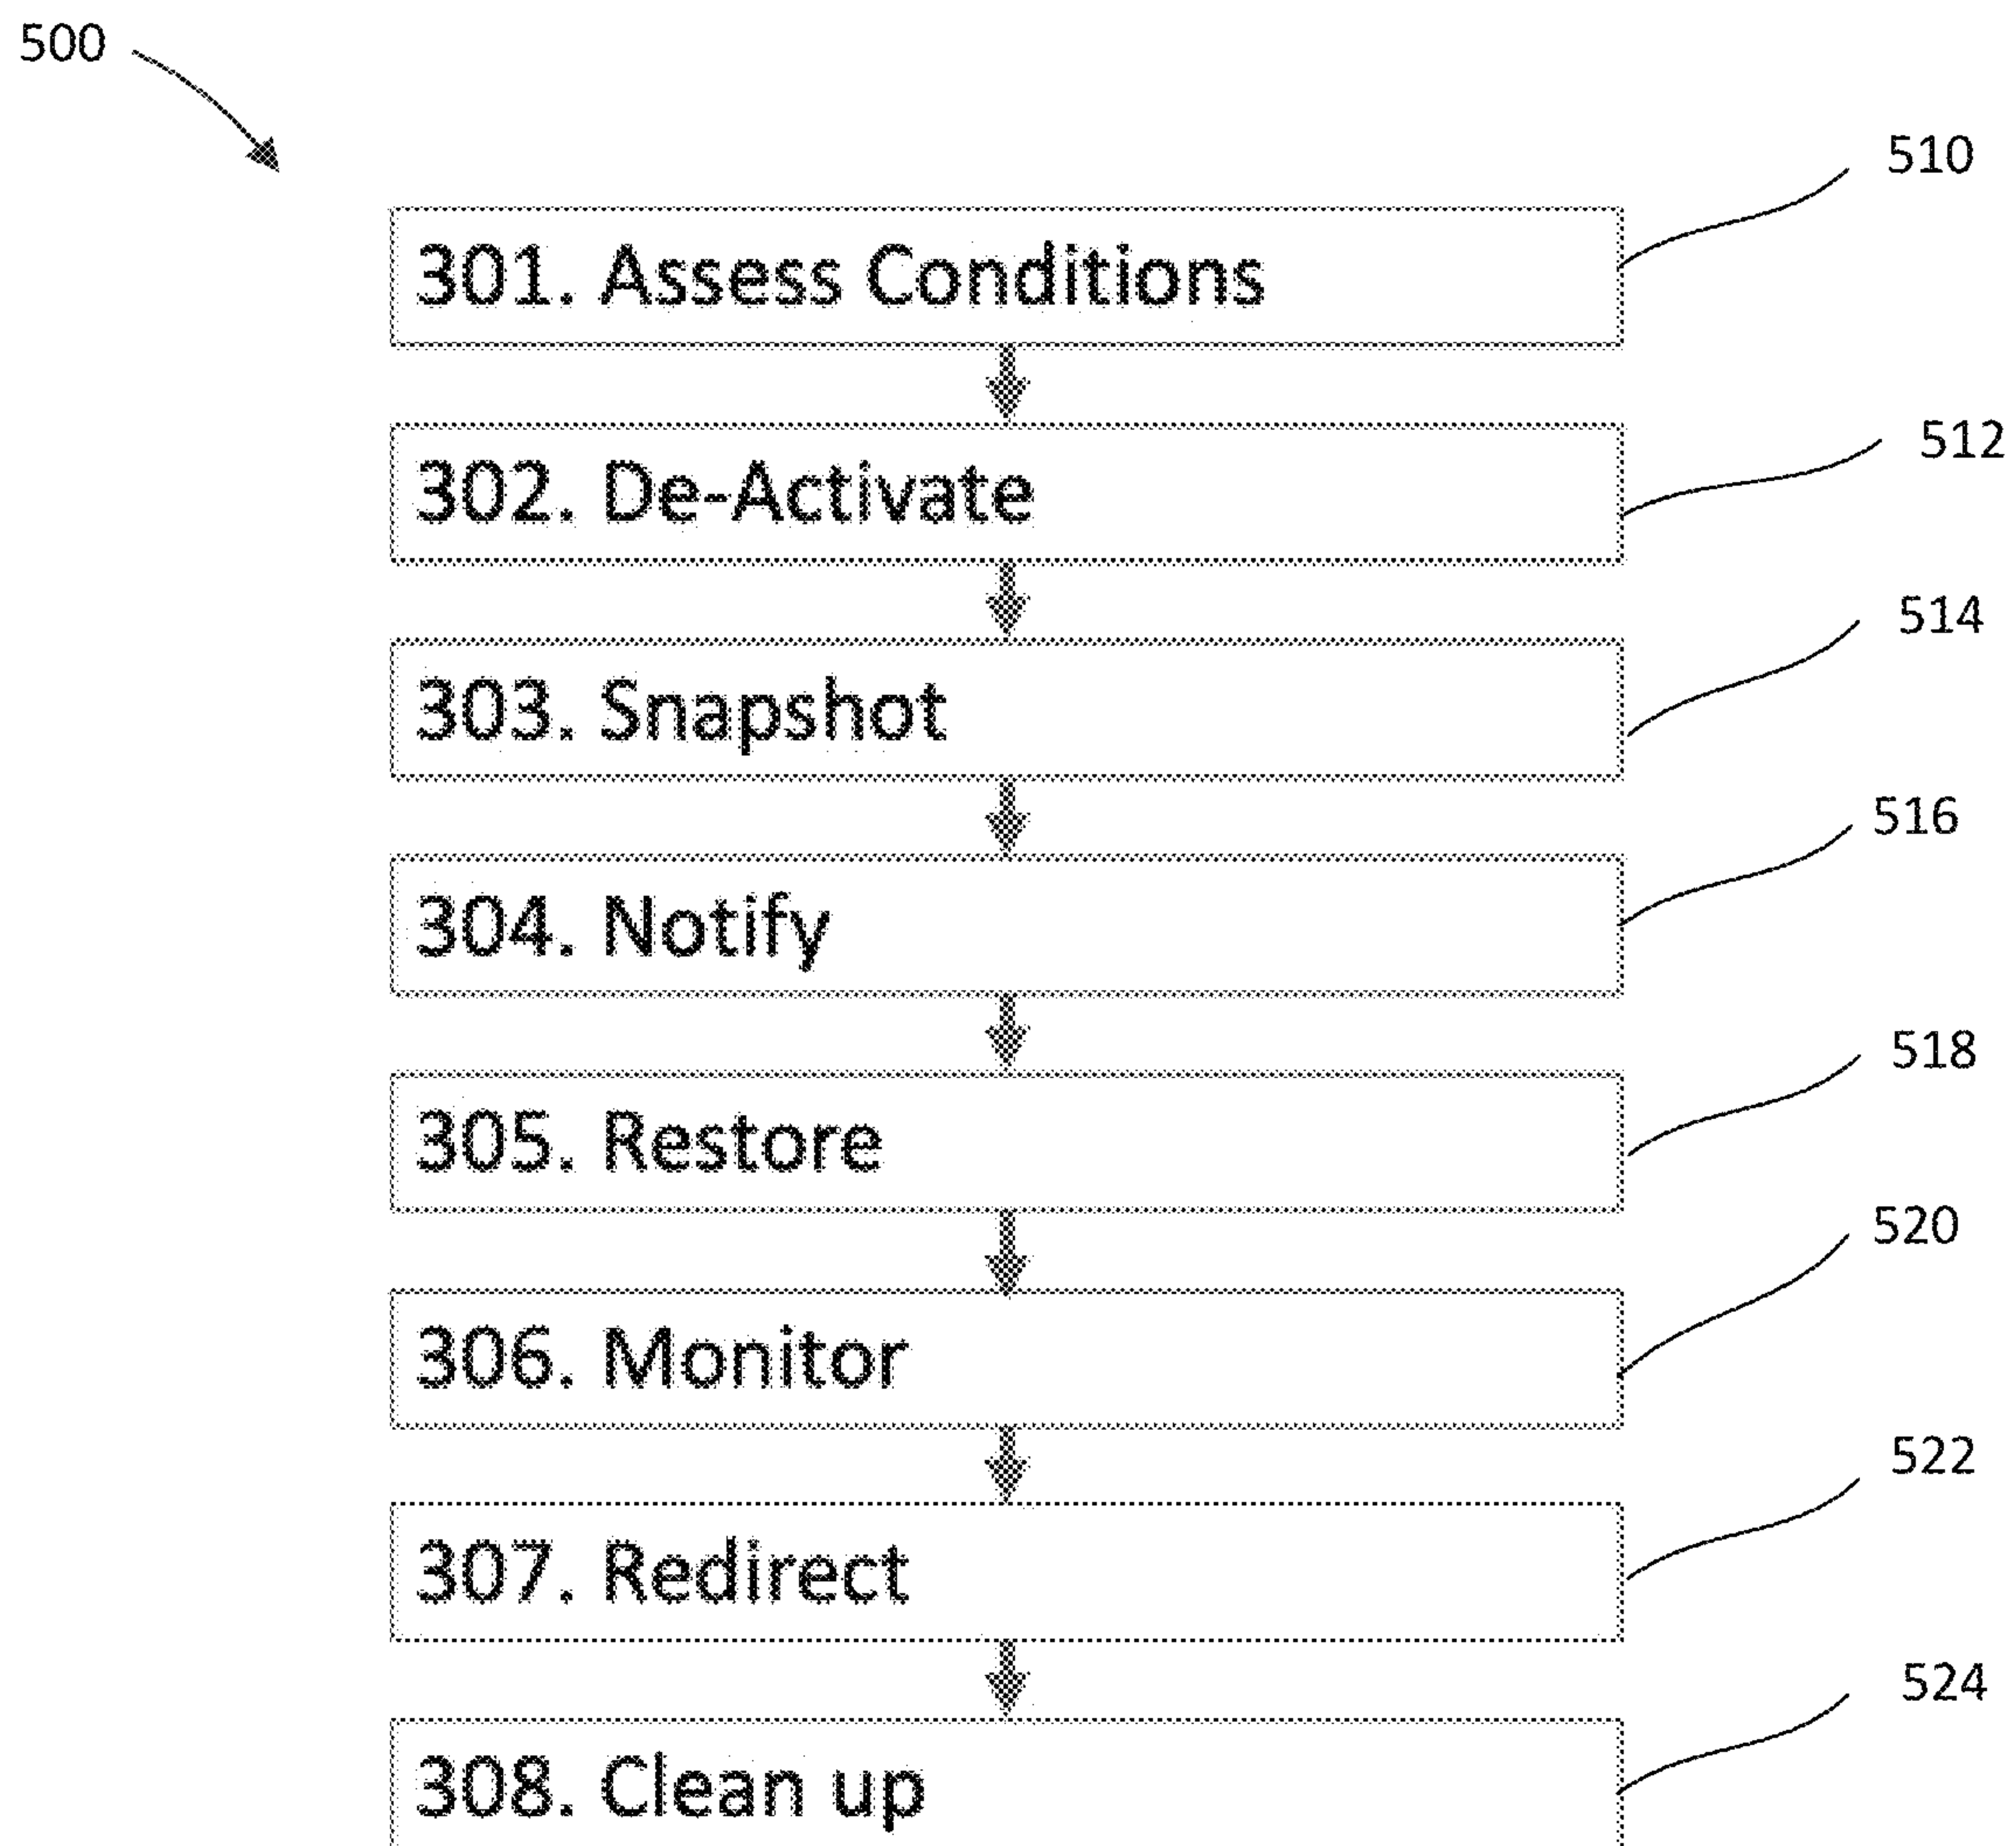 500
510
301. Assess Conditions
512
302. De-Activate
514
303. Snapshot
516
304. Notify
518
305. Restore
520
306. Monitor
522
307. Redirect
524
308. Clean up